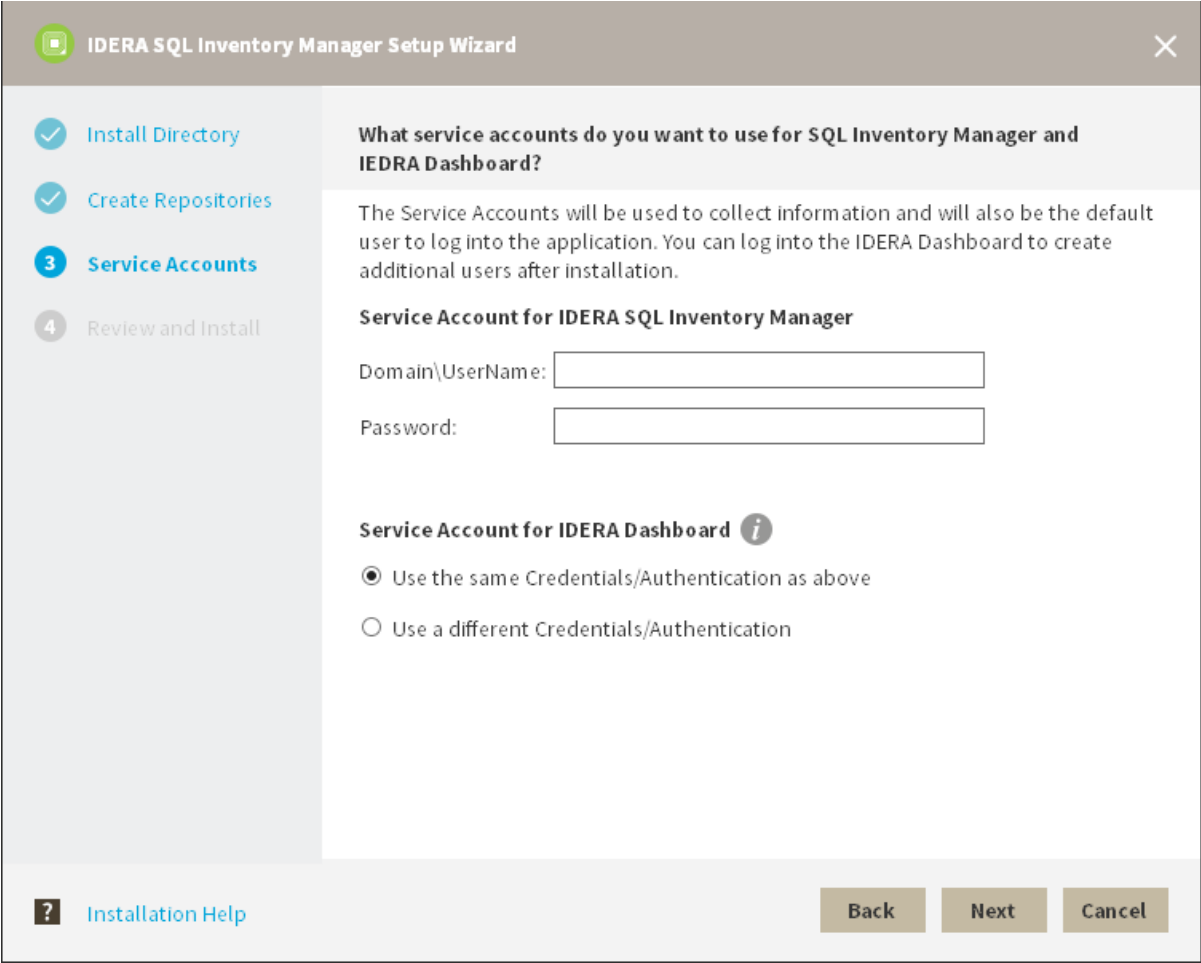 IDERA SQL Inventory Manager Setup Wizard
Install Directory
Create Repositories
3 Service Accounts
4 Review and Install
What service accounts do you want to use for SQL Inventory Manager and
IEDRA Dashboard?
The Service Accounts will be used to collect information and will also be the default
user to log into the application. You can log into the IDERA Dashboard to create
additional users after installation.
Service Account for IDERA SQL Inventory Manager
Domain\UserName:
Password:
Service Account for IDERA Dashboard i
Use the same Credentials/Authentication as above
Use a different Credentials/Authentication
? Installation Help
Back Next Cancel